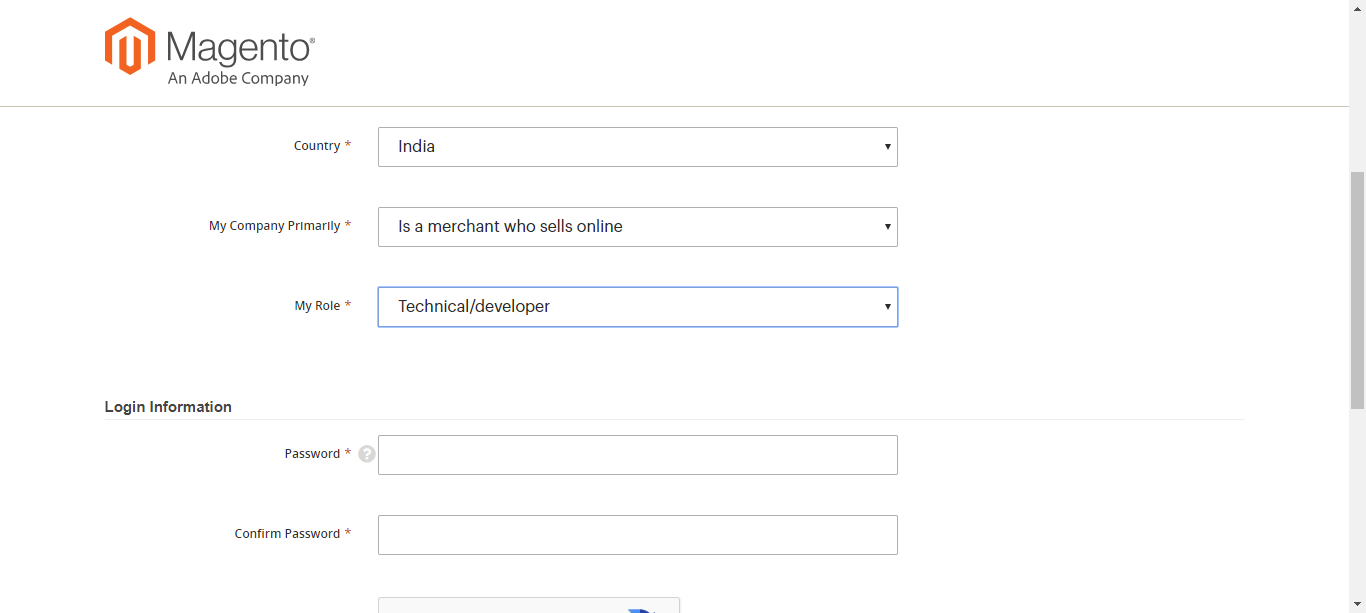 Magento®
An Adobe Company
Country * India
My Company Primarily * Is a merchant who sells online
My Role * Technical/developer
Login Information
Password * ?
Confirm Password *